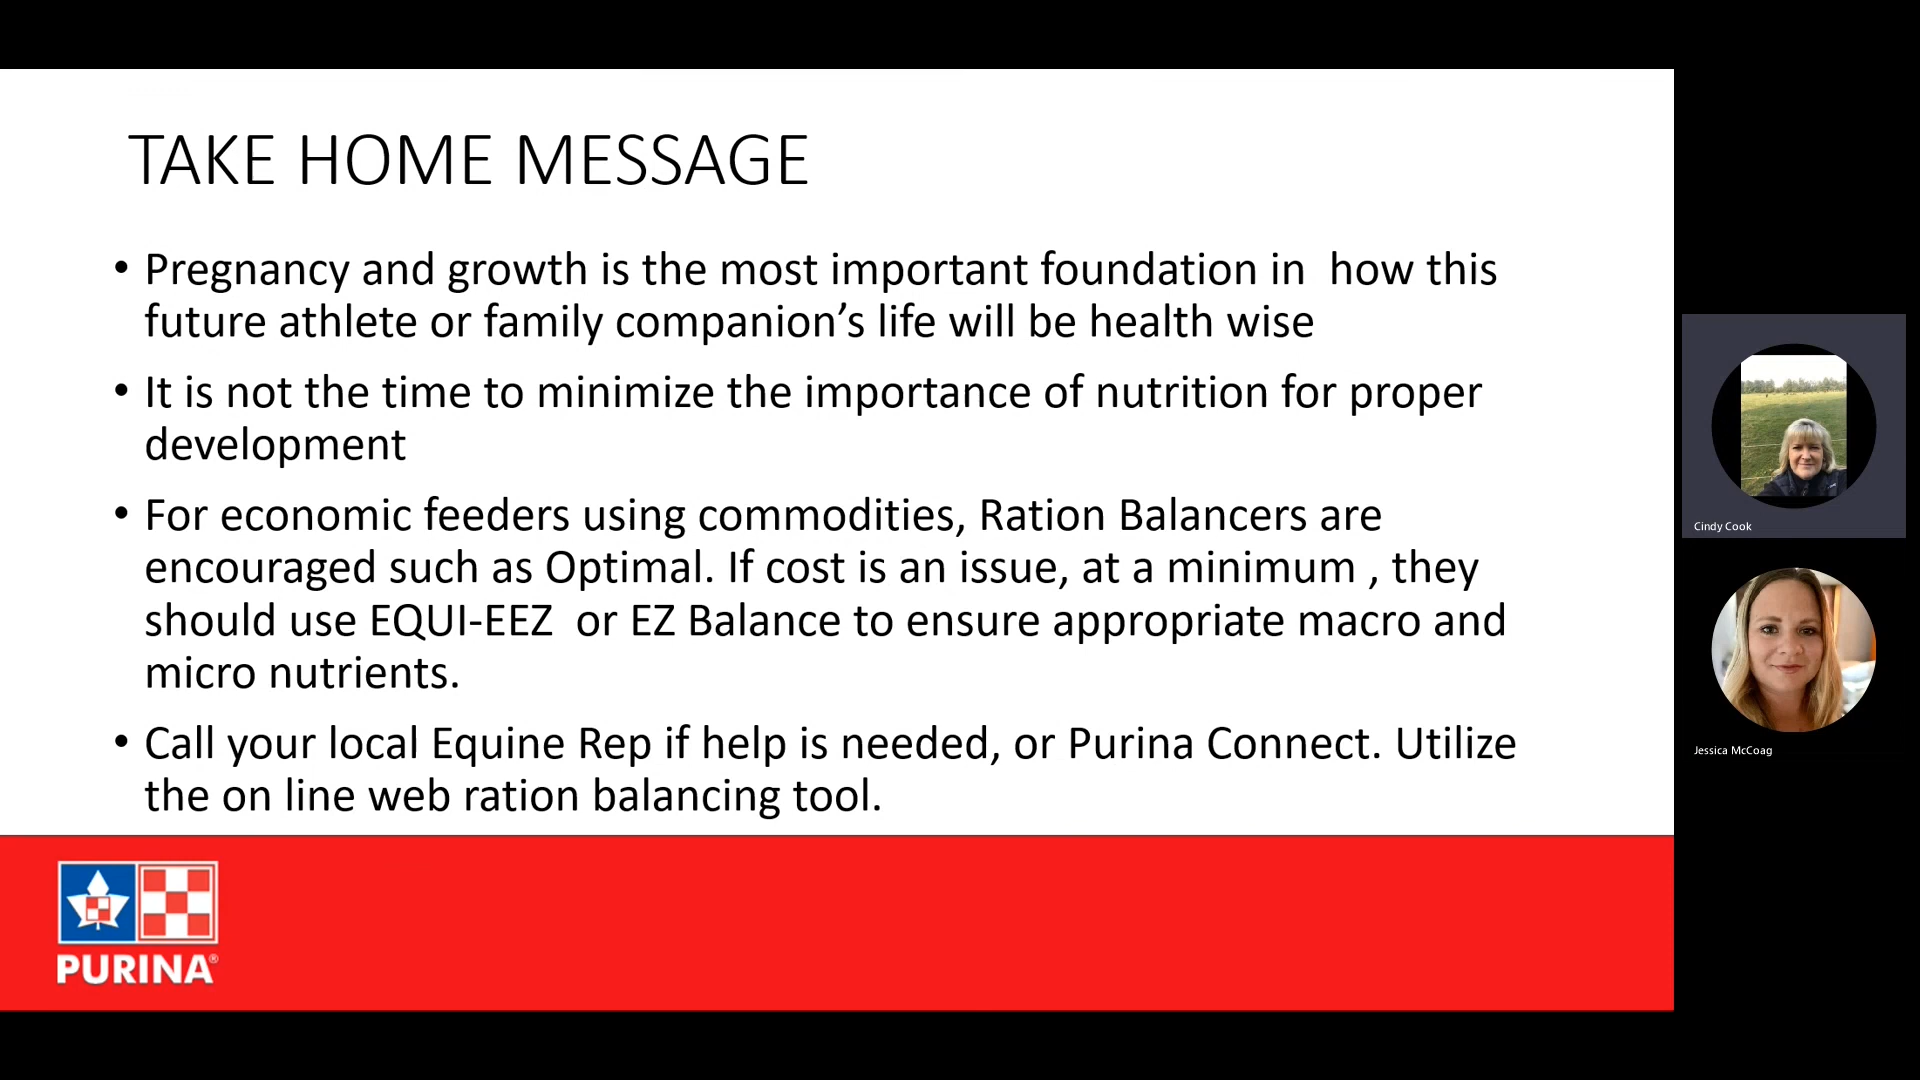 TAKE HOME MESSAGE
• Pregnancy and growth is the most important foundation in  how this
future athlete or family companion’s life will be health wise
• It is not the time to minimize the importance of nutrition for proper
development
• For economic feeders using commodities, Ration Balancers are
encouraged such as Optimal. If cost is an issue, at a minimum , they
should use EQUI-EEZ  or EZ Balance to ensure appropriate macro and
micro nutrients.
• Call your local Equine Rep if help is needed, or Purina Connect. Utilize
the on line web ration balancing tool.
PURINA®
Cindy Cook
Jessica McCoag